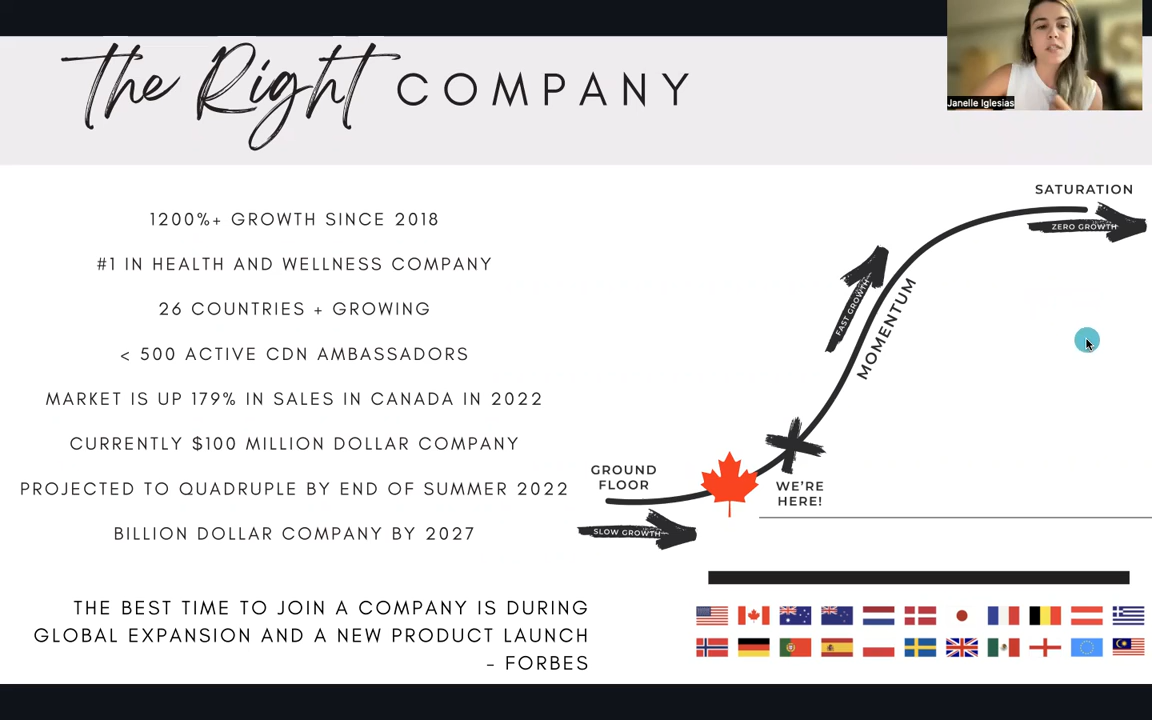 the Right COMPANY
Janelle Iglesias
1200%+ GROWTH SINCE 2018
#1 IN HEALTH AND WELLNESS COMPANY
26 COUNTRIES + GROWING
< 500 ACTIVE CDN AMBASSADORS
MARKET IS UP 179% IN SALES IN CANADA IN 2022
CURRENTLY $100 MILLION DOLLAR COMPANY
PROJECTED TO QUADRUPLE BY END OF SUMMER 2022
BILLION DOLLAR COMPANY BY 2027
THE BEST TIME TO JOIN A COMPANY IS DURING
GLOBAL EXPANSION AND A NEW PRODUCT LAUNCH
- FORBES
SATURATION
ZERO GROWTH
FAST GROWTH
MOMENTUM
GROUND
FLOOR
WE'RE
HERE!
SLOW GROWTH